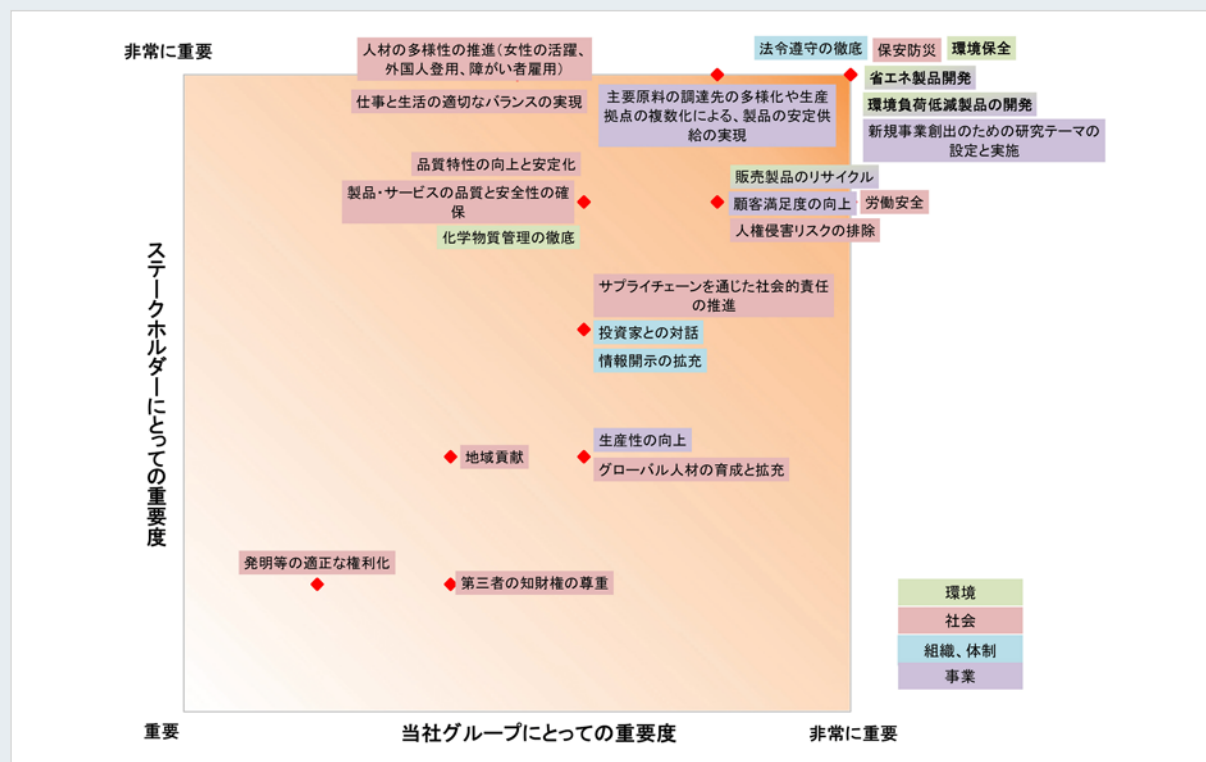 非常に重要
人材の多様性の推進(女性の活躍、
外国人登用、障がい者雇用)
仕事と生活の適切なバランスの実現
法令遵守の徹底
保安防災
環境保全
省エネ製品開発
環境負荷低減製品の開発
新規事業創出のための研究テーマの
設定と実施
主要原料の調達先の多様化や生産
拠点の複数化による、製品の安定供
給の実現
品質特性の向上と安定化
製品・サービスの品質と安全性の確
保
化学物質管理の徹底
販売製品のリサイクル
顧客満足度の向上
労働安全
人権侵害リスクの排除
サプライチェーンを通じた社会的責任
の推進
投資家との対話
情報開示の拡充
ステークホルダーにとっての重要度
生産性の向上
地域貢献
グローバル人材の育成と拡充
発明等の適正な権利化
第三者の知財権の尊重
環境
社会
組織、体制
事業
重要
当社グループにとっての重要度
非常に重要